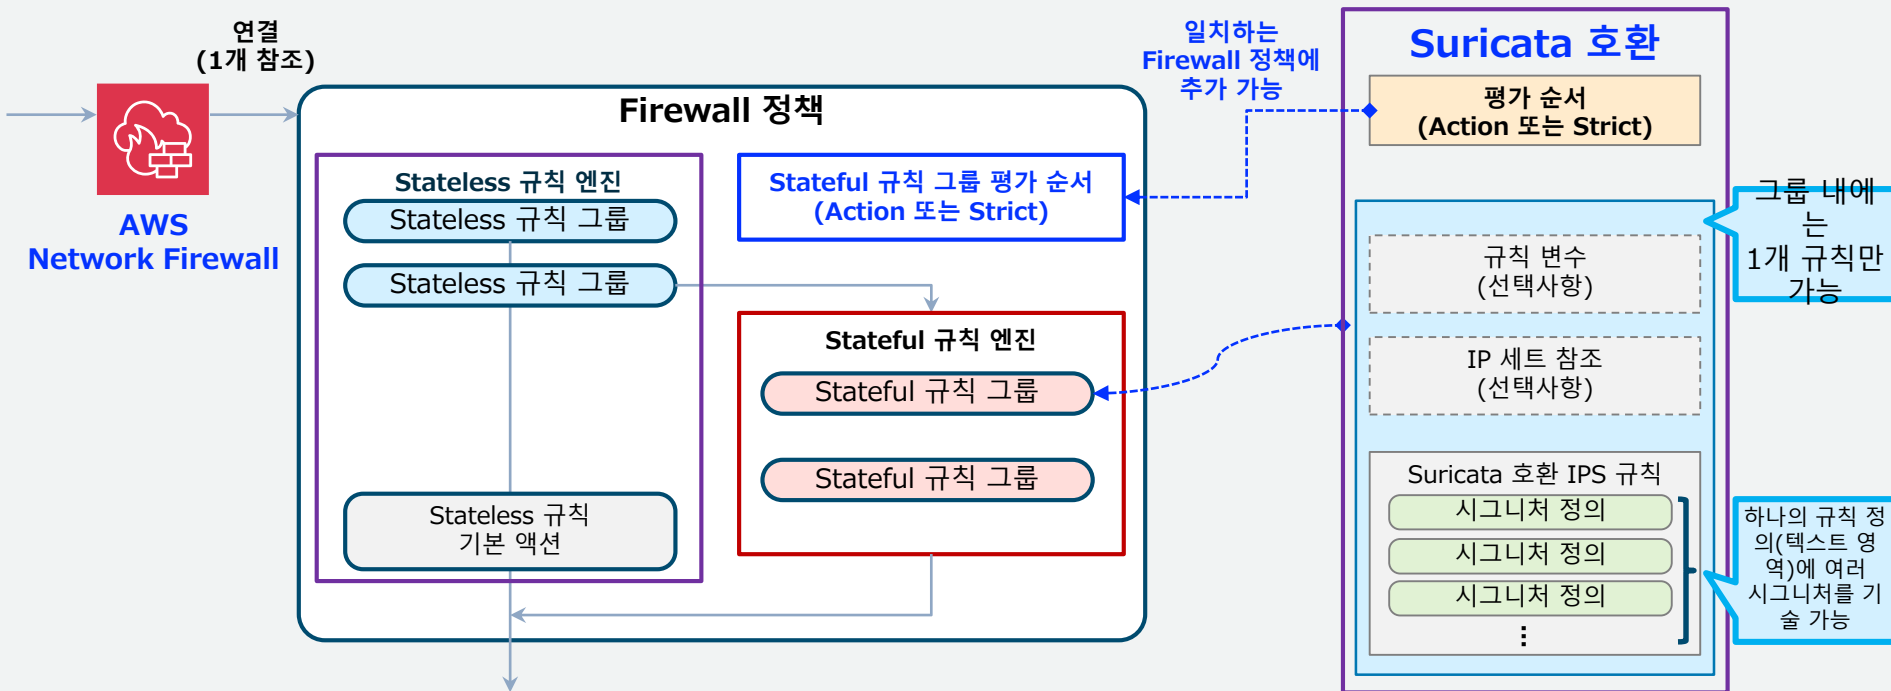 연결
(1개 참조)
AWS
Network Firewall
Firewall 정책
Stateless 규칙 엔진
Stateless 규칙 그룹
Stateless 규칙 그룹
Stateless 규칙
기본 액션
Stateful 규칙 그룹 평가 순서
(Action 또는 Strict)
Stateful 규칙 엔진
Stateful 규칙 그룹
Stateful 규칙 그룹
일치하는
Firewall 정책에
추가 가능
Suricata 호환
평가 순서
(Action 또는 Strict)
규칙 변수
(선택사항)
IP 세트 참조
(선택사항)
Suricata 호환 IPS 규칙
시그니처 정의
시그니처 정의
시그니처 정의
...
그룹 내에
는
1개 규칙만
가능
하나의 규칙 정
의(텍스트 영
역)에 여러
시그니처를 기
술 가능